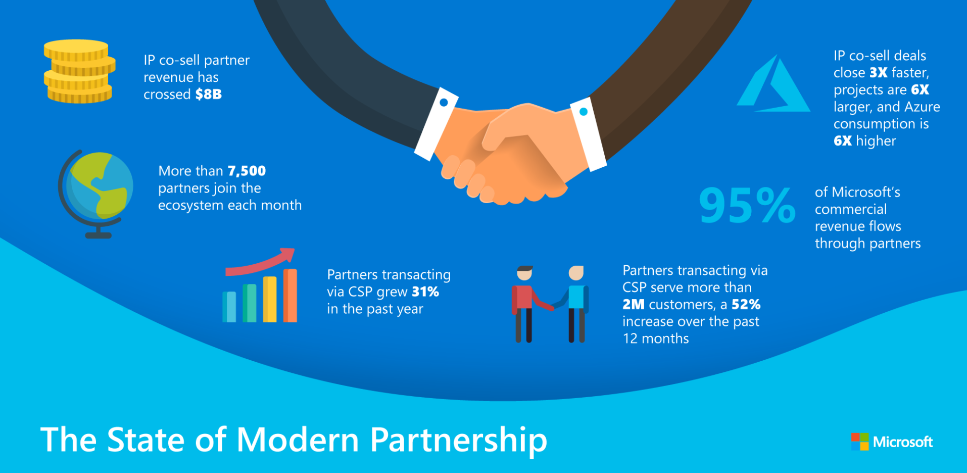 IP co-sell partner
revenue has
crossed $8B
IP co-sell deals
close 3X faster,
projects are 6X
larger, and Azure
consumption is
6X higher
More than 7,500
partners join the
ecosystem each month
95%
of Microsoft's
commercial
revenue flows
through partners
Partners transacting
via CSP grew 31%
in the past year
Partners transacting via
CSP serve more than
2M customers, a 52%
increase over the past
12 months
The State of Modern Partnership
Microsoft